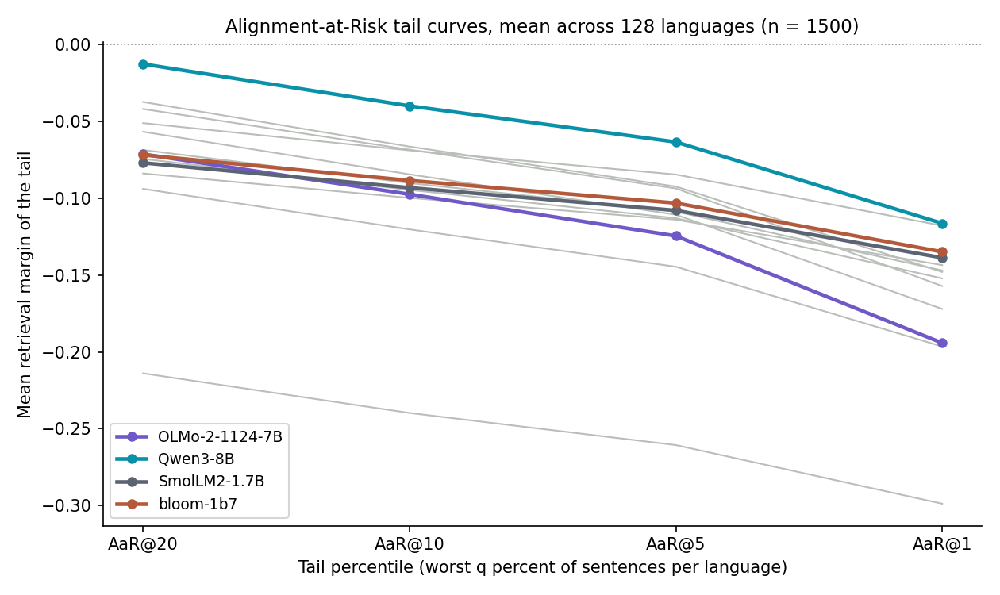 Alignment-at-Risk tail curves, mean across 128 languages (n = 1500)
Mean retrieval margin of the tail
0.00
−0.05
−0.10
−0.15
−0.20
−0.25
−0.30
OLMo-2-1124-7B
Qwen3-8B
SmolLM2-1.7B
bloom-1b7
AaR@20 AaR@10 AaR@5 AaR@1
Tail percentile (worst q percent of sentences per language)